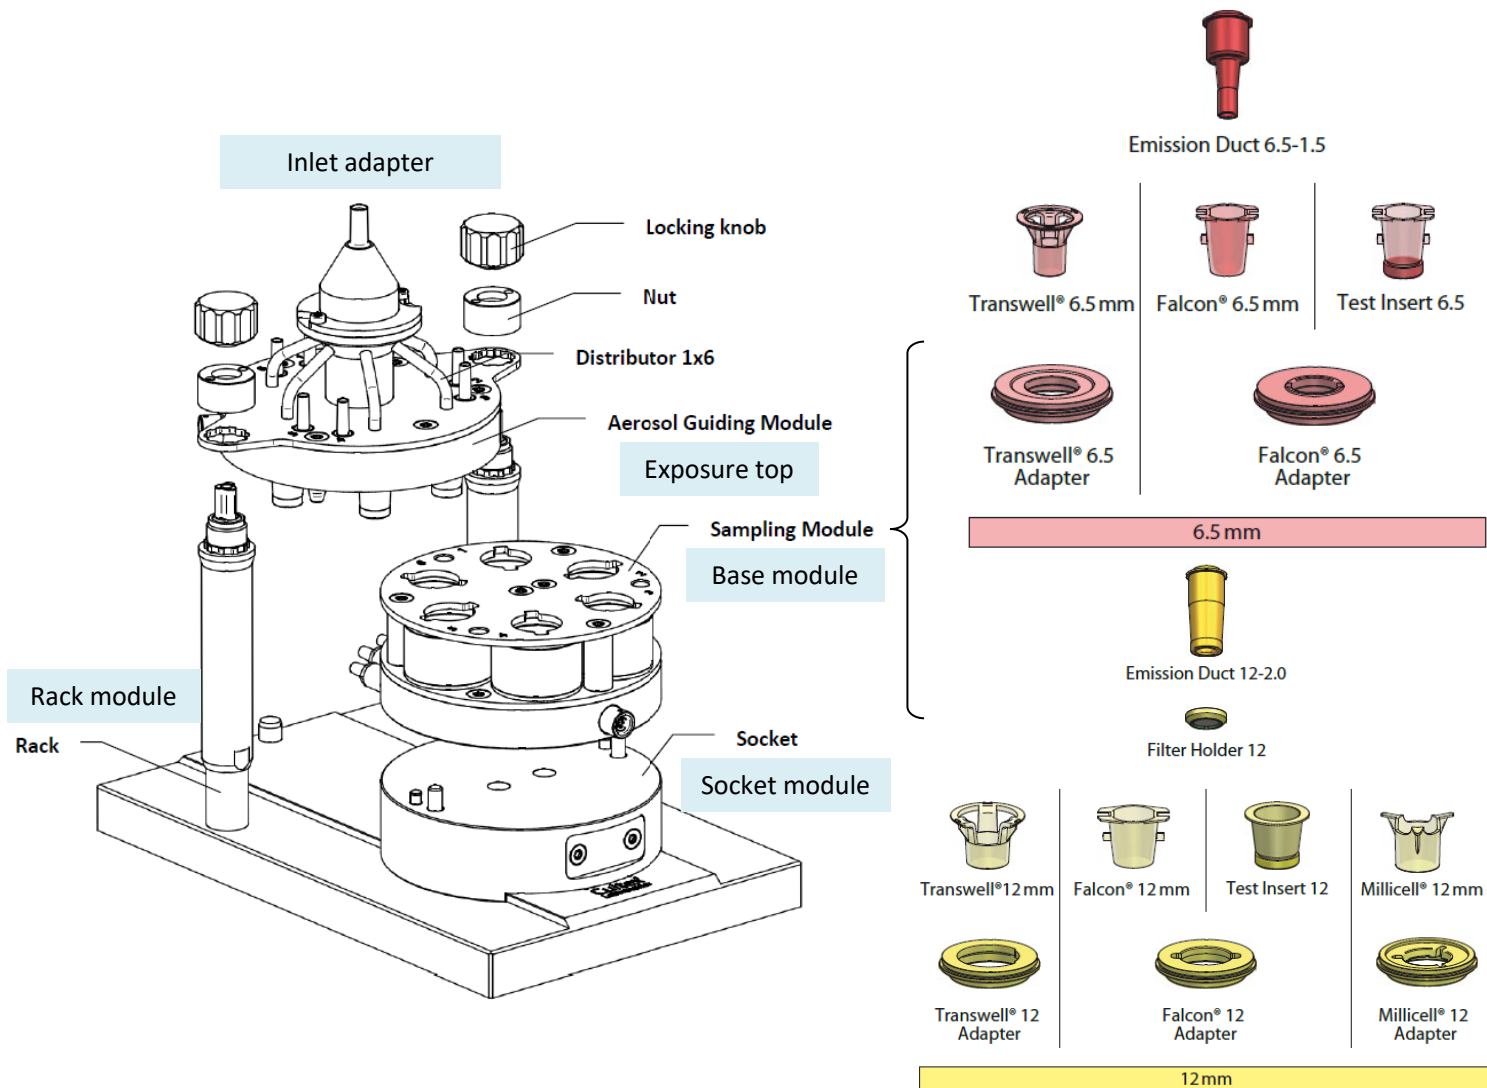 Inlet adapter
Locking knob
Nut
Distributor 1x6
Aerosol Guiding Module
Exposure top
Sampling Module
Base module
Rack module
Rack
Socket
Socket module
Emission Duct 6.5-1.5
Transwell® 6.5 mm
Falcon® 6.5 mm
Test Insert 6.5
Transwell® 6.5
Adapter
Falcon® 6.5
Adapter
6.5 mm
Emission Duct 12-2.0
Filter Holder 12
Transwell® 12 mm
Falcon® 12 mm
Test Insert 12
Millicell® 12 mm
Transwell® 12
Adapter
Falcon® 12
Adapter
Millicell® 12
Adapter
12 mm